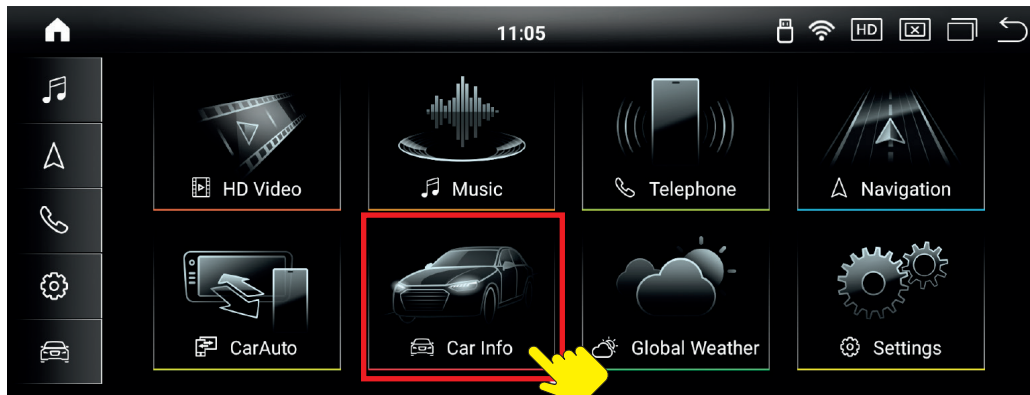 11:05
HD
HD Video
Music
Telephone
Navigation
CarAuto
Car Info
Global Weather
Settings